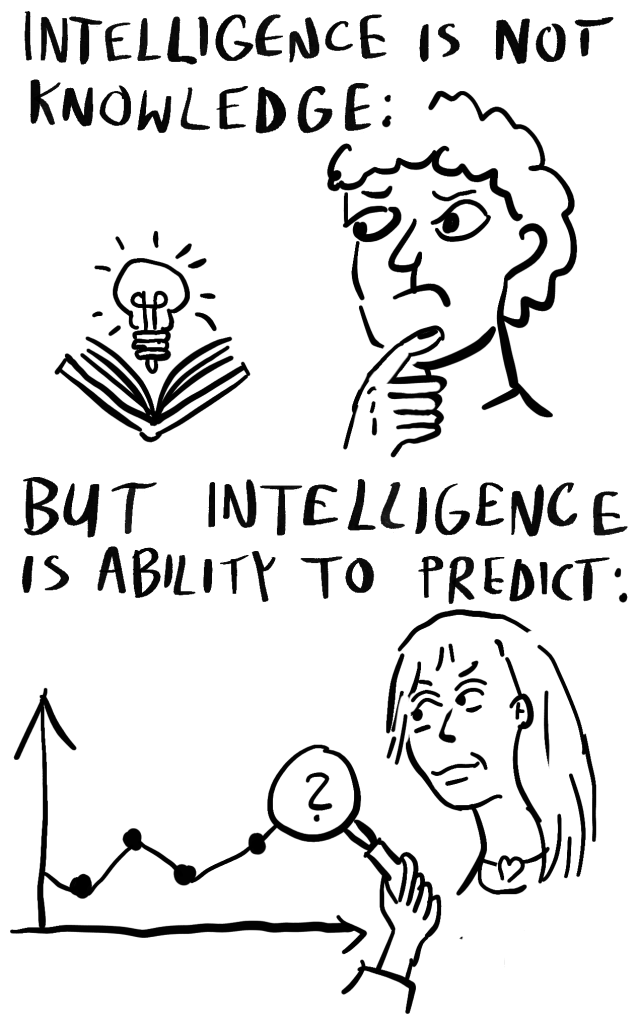 INTELLIGENCE IS NOT
KNOWLEDGE:
BUT INTELLIGENCE
IS ABILITY TO PREDICT:
?